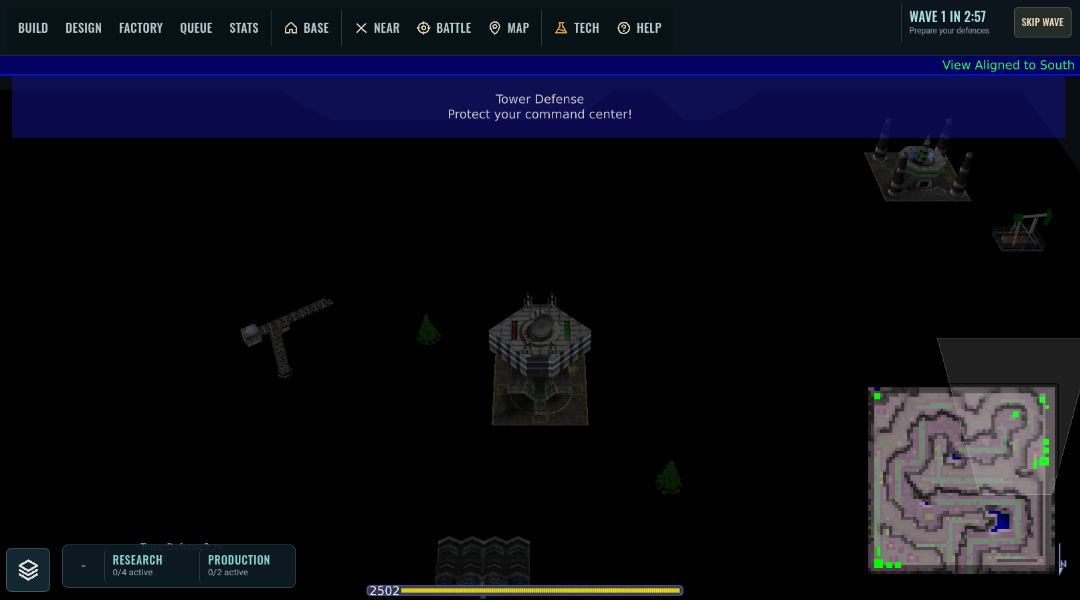 BUILD DESIGN FACTORY QUEUE STATS BASE NEAR BATTLE MAP TECH HELP
WAVE 1 IN 2:57
Prepare your defences
SKIP WAVE
View Aligned to South
Tower Defense
Protect your command center!
RESEARCH
0/4 active
PRODUCTION
0/2 active
2502
N